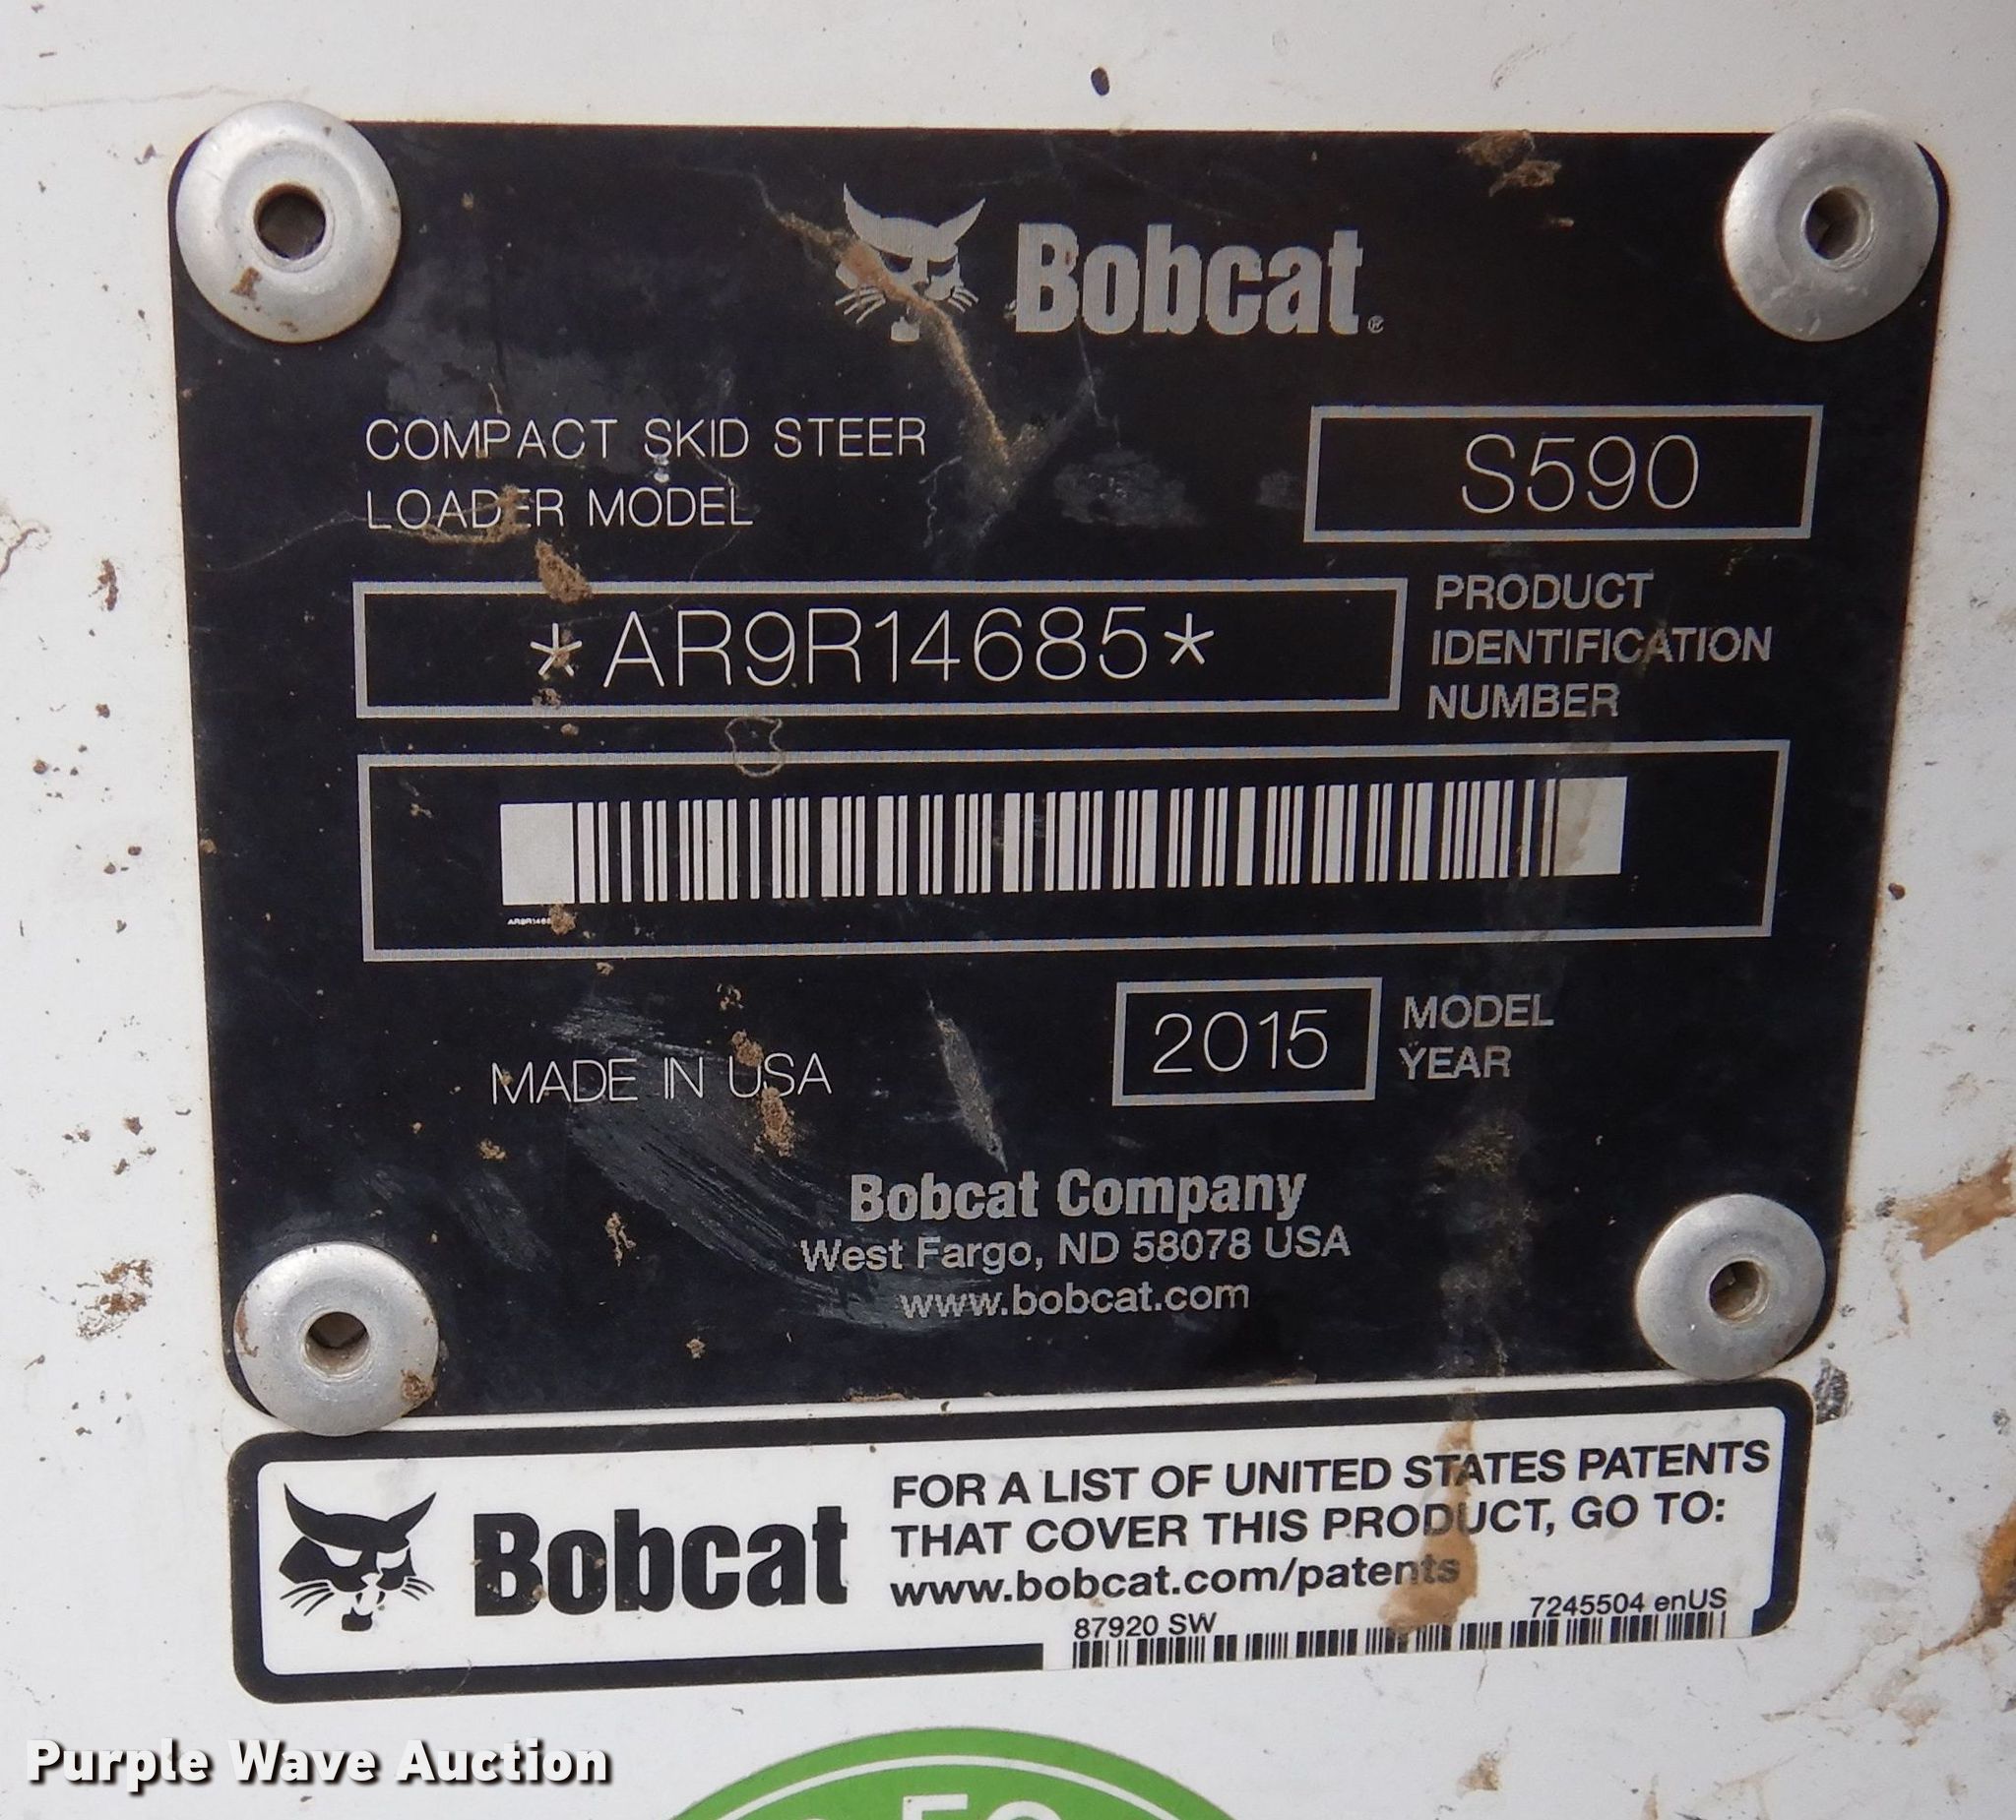 Bobcat®
COMPACT SKID STEER
LOADER MODEL
S590
*AR9R14685*
PRODUCT
IDENTIFICATION
NUMBER
MADE IN USA
2015
MODEL
YEAR
Bobcat Company
West Fargo, ND 58078 USA
www.bobcat.com
Bobcat
FOR A LIST OF UNITED STATES PATENTS
THAT COVER THIS PRODUCT, GO TO:
www.bobcat.com/patents
87920 SW
7245504 enUS
Purple Wave Auction